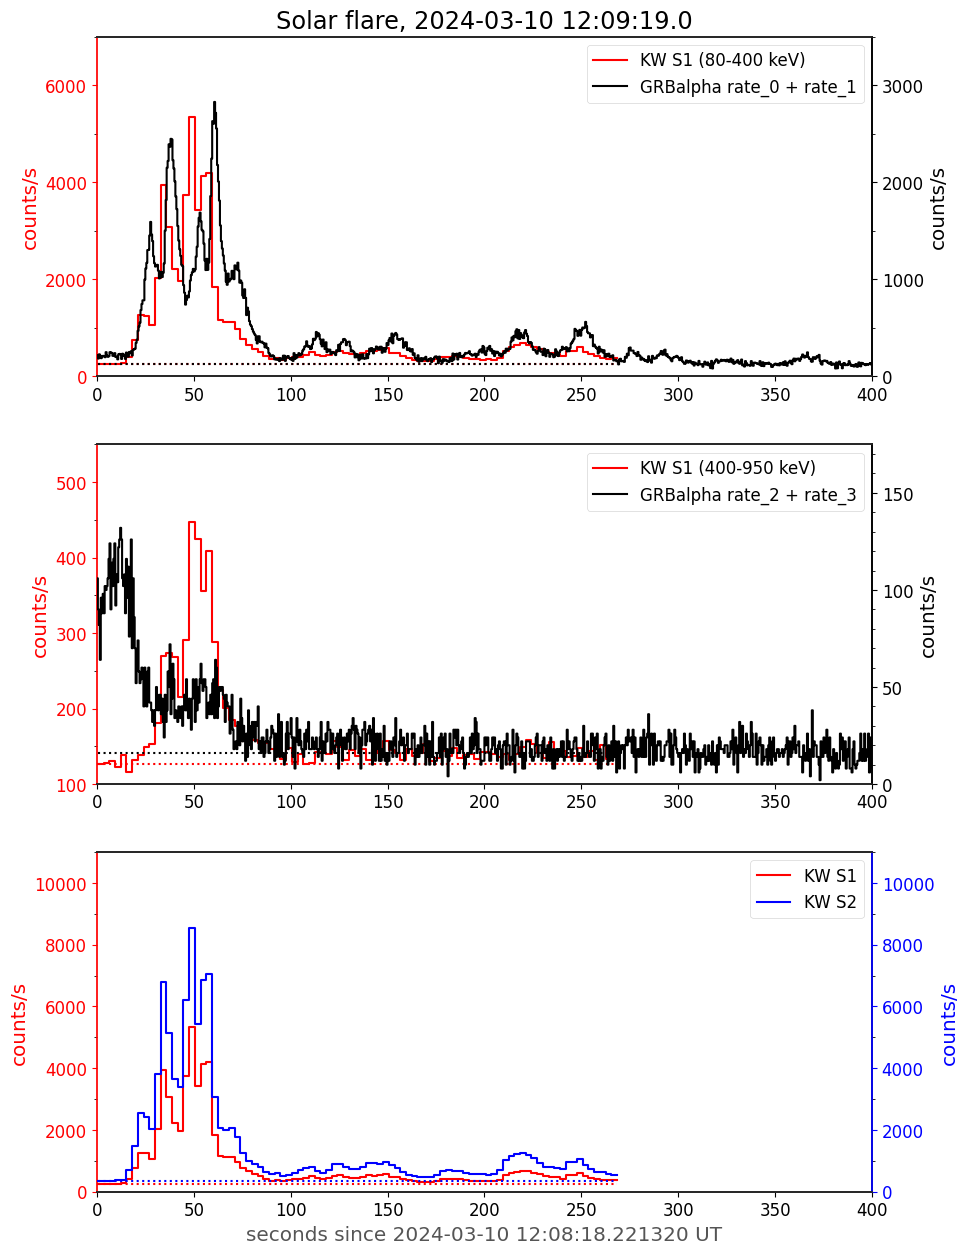 Solar flare, 2024-03-10 12:09:19.0
KW S1 (80-400 keV)
GRBalpha rate_0 + rate_1
6000
4000
2000
0
counts/s
3000
2000
1000
0
counts/s
0 50 100 150 200 250 300 350 400
KW S1 (400-950 keV)
GRBalpha rate_2 + rate_3
500
400
300
200
100
counts/s
150
100
50
0
counts/s
0 50 100 150 200 250 300 350 400
KW S1
KW S2
10000
8000
6000
4000
2000
0
counts/s
10000
8000
6000
4000
2000
0
counts/s
0 50 100 150 200 250 300 350 400
seconds since 2024-03-10 12:08:18.221320 UT